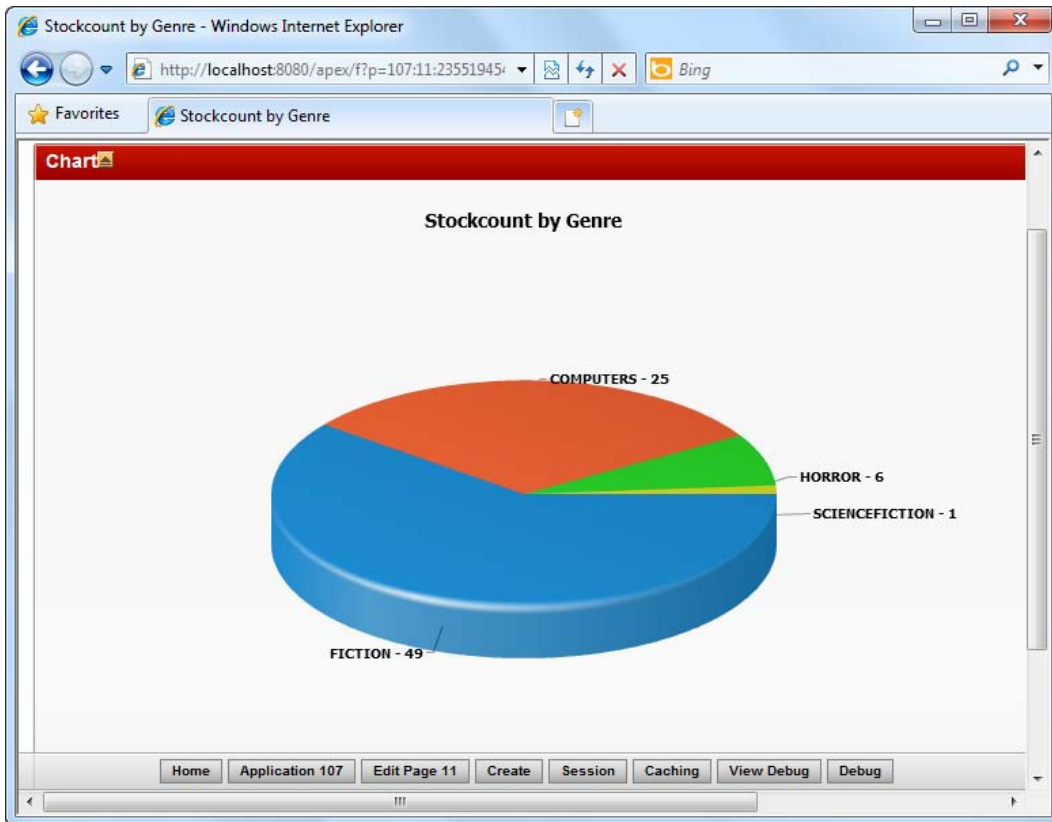 Stockcount by Genre - Windows Internet Explorer
http://localhost:8080/apex/f?p=107:11:235519454
Bing
Favorites
Stockcount by Genre
Chart
Stockcount by Genre
COMPUTERS - 25
HORROR - 6
SCIENCEFICTION - 1
FICTION - 49
Home
Application 107
Edit Page 11
Create
Session
Caching
View Debug
Debug